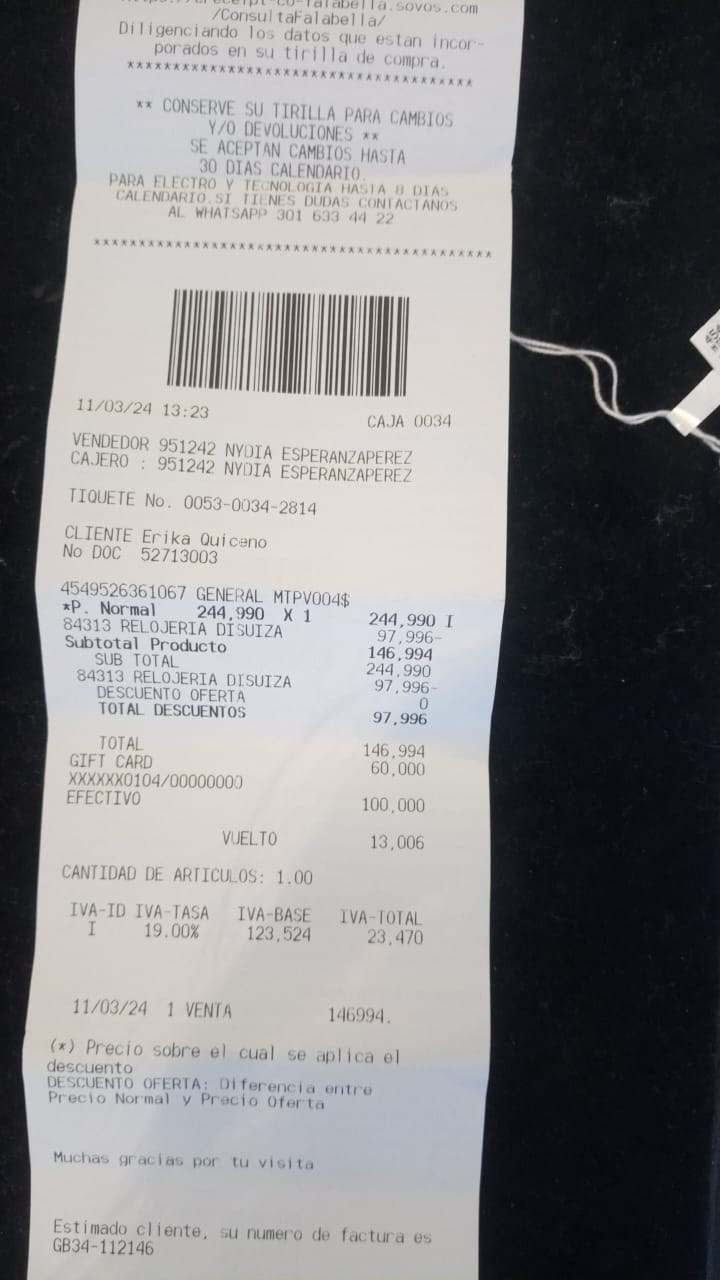 /ConsultaFalabella/
Diligenciando los datos que estan incor-
porados en su tirilla de compra.
****************************************
** CONSERVE SU TIRILLA PARA CAMBIOS
Y/O DEVOLUCIONES **
SE ACEPTAN CAMBIOS HASTA
30 DIAS CALENDARIO.
PARA ELECTRO Y TECNOLOGIA HASTA 8 DIAS
CALENDARIO.SI TIENES DUDAS CONTACTANOS
AL WHATSAPP 301 633 44 22
********************************************
11/03/24 13:23 CAJA 0034
VENDEDOR 951242 NYDIA ESPERANZAPEREZ
CAJERO : 951242 NYDIA ESPERANZAPEREZ
TIQUETE No. 0053-0034-2814
CLIENTE Erika Quiceno
No DOC 52713003
4549526361067 GENERAL MTPV004$
*P. Normal 244,990 X 1 244,990 I
84313 RELOJERIA DISUIZA 97,996-
Subtotal Producto 146,994
SUB TOTAL 244,990
84313 RELOJERIA DISUIZA 97,996-
DESCUENTO OFERTA 0
TOTAL DESCUENTOS 97,996
TOTAL 146,994
GIFT CARD 60,000
XXXXXX0104/00000000
EFECTIVO 100,000
VUELTO 13,006
CANTIDAD DE ARTICULOS: 1.00
IVA-ID IVA-TASA IVA-BASE IVA-TOTAL
I 19.00% 123,524 23,470
11/03/24 1 VENTA 146994.
(*) Precio sobre el cual se aplica el
descuento
DESCUENTO OFERTA: Diferencia entre
Precio Normal y Precio Oferta
Muchas gracias por tu visita
Estimado cliente, su numero de factura es
GB34-112146